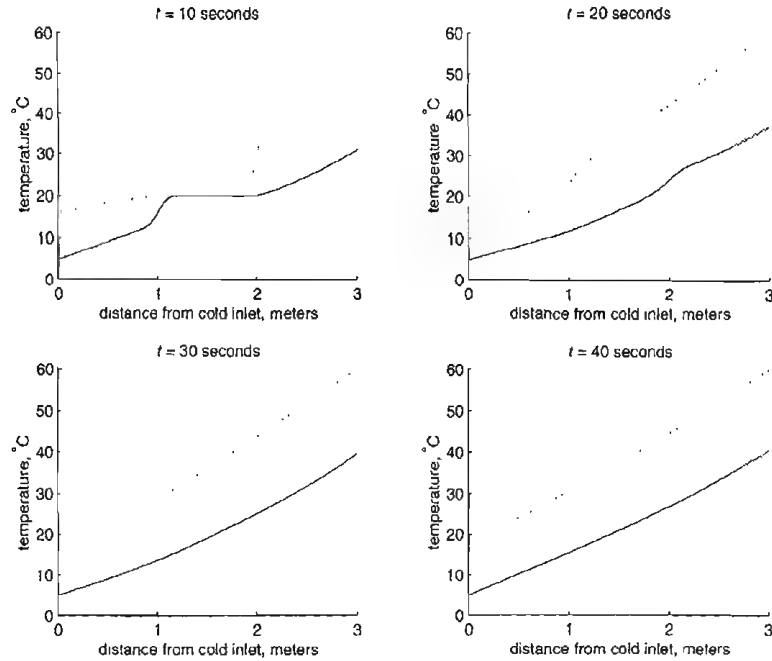 t = 10 seconds
60
50
40
30
20
10
0
temperature, °C
0 1 2 3
distance from cold inlet, meters
t = 20 seconds
60
50
40
30
20
10
0
temperature, °C
0 1 2 3
distance from cold inlet, meters
t = 30 seconds
60
50
40
30
20
10
0
temperature, °C
0 1 2 3
distance from cold inlet, meters
t = 40 seconds
60
50
40
30
20
10
0
temperature, °C
0 1 2 3
distance from cold inlet, meters